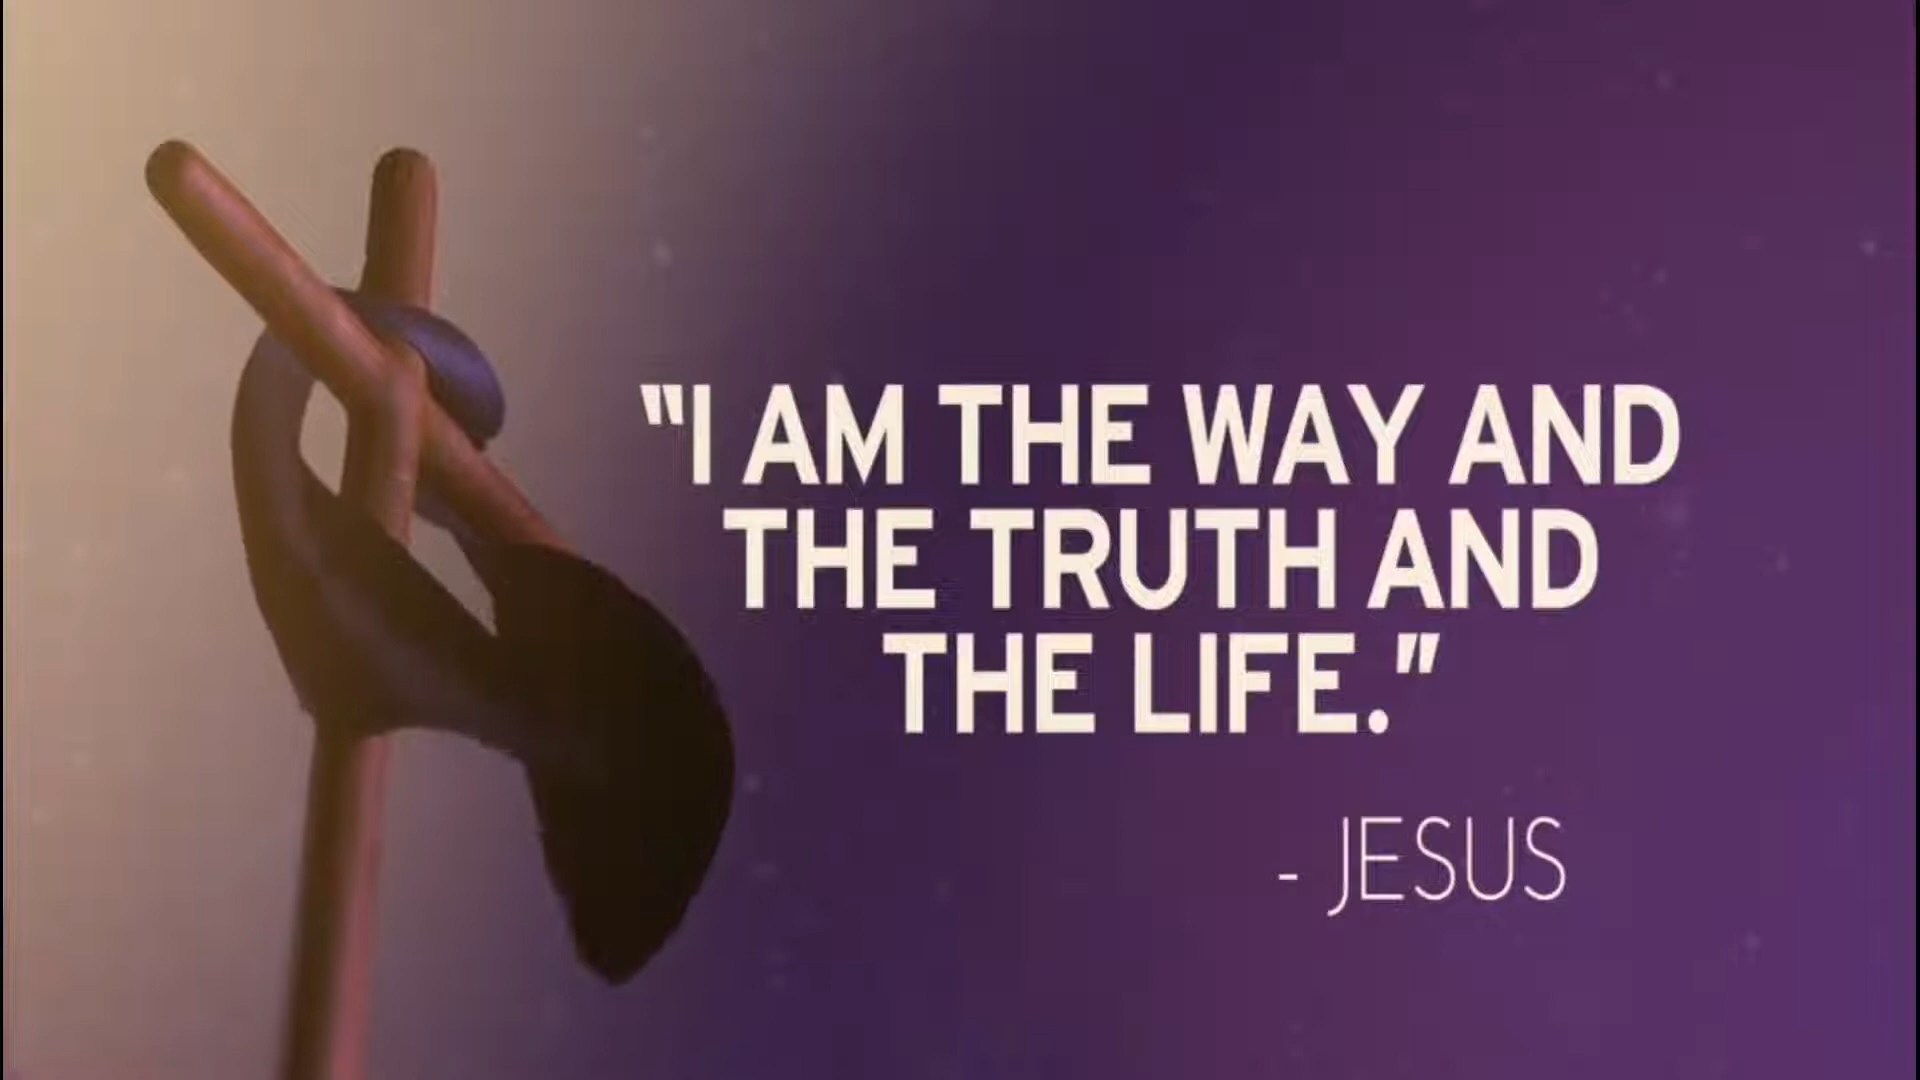 "I AM THE WAY AND
THE TRUTH AND
THE LIFE."
- JESUS